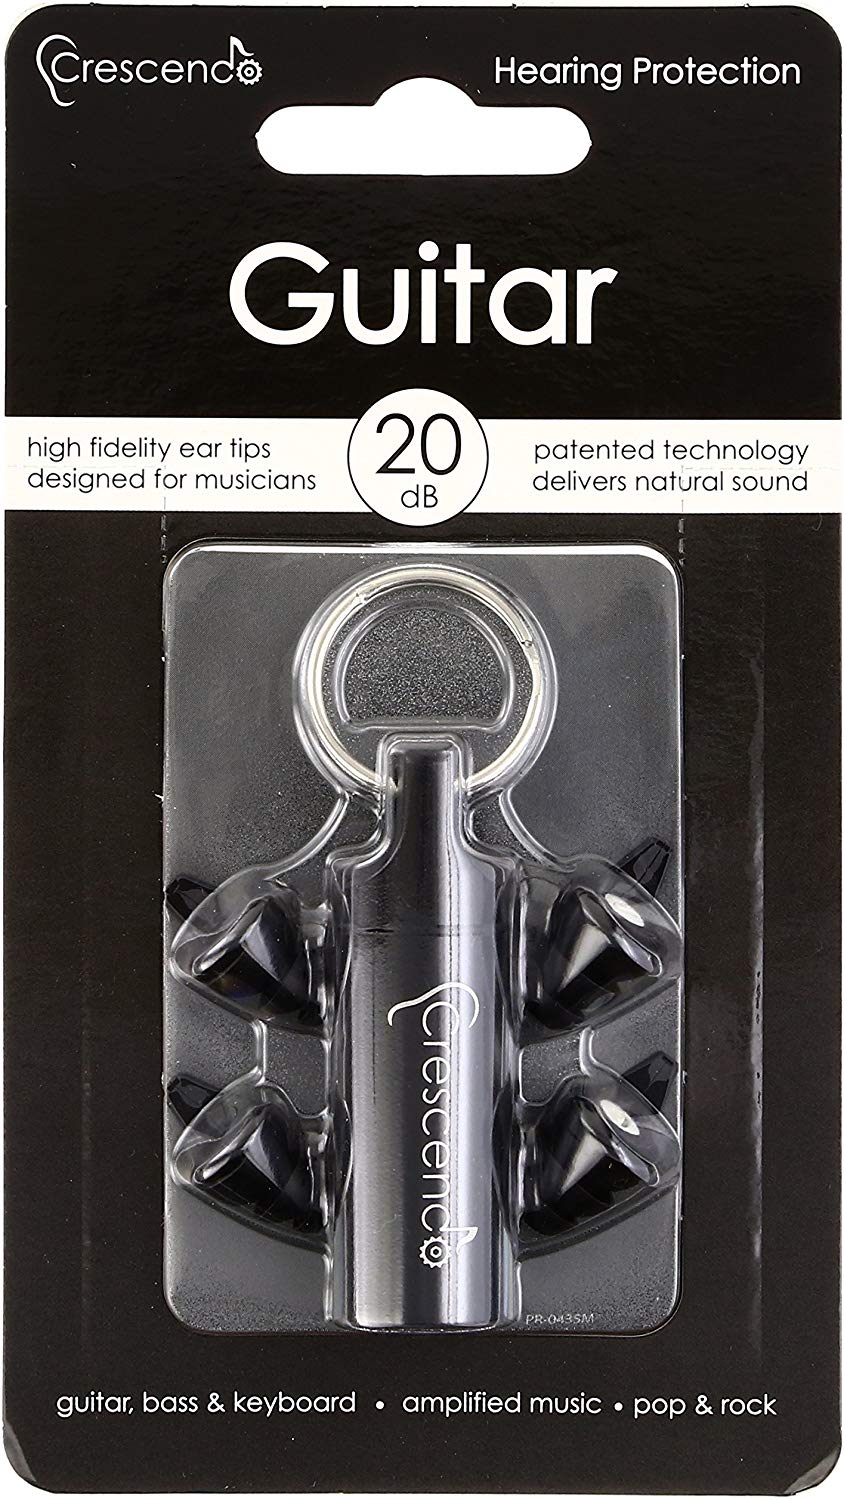 Crescendo
Hearing Protection
Guitar
high fidelity ear tips
designed for musicians
20
dB
patented technology
delivers natural sound
Crescendo
PR-0435M
guitar, bass & keyboard • amplified music • pop & rock